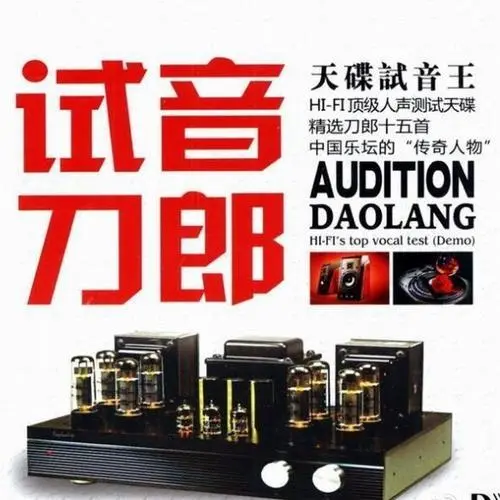 试音
刀郎
天碟試音王
HI-FI顶级人声测试天碟
精选刀郎十五首
中国乐坛的“传奇人物”
AUDITION
DAOLANG
HI-FI's top vocal test (Demo)